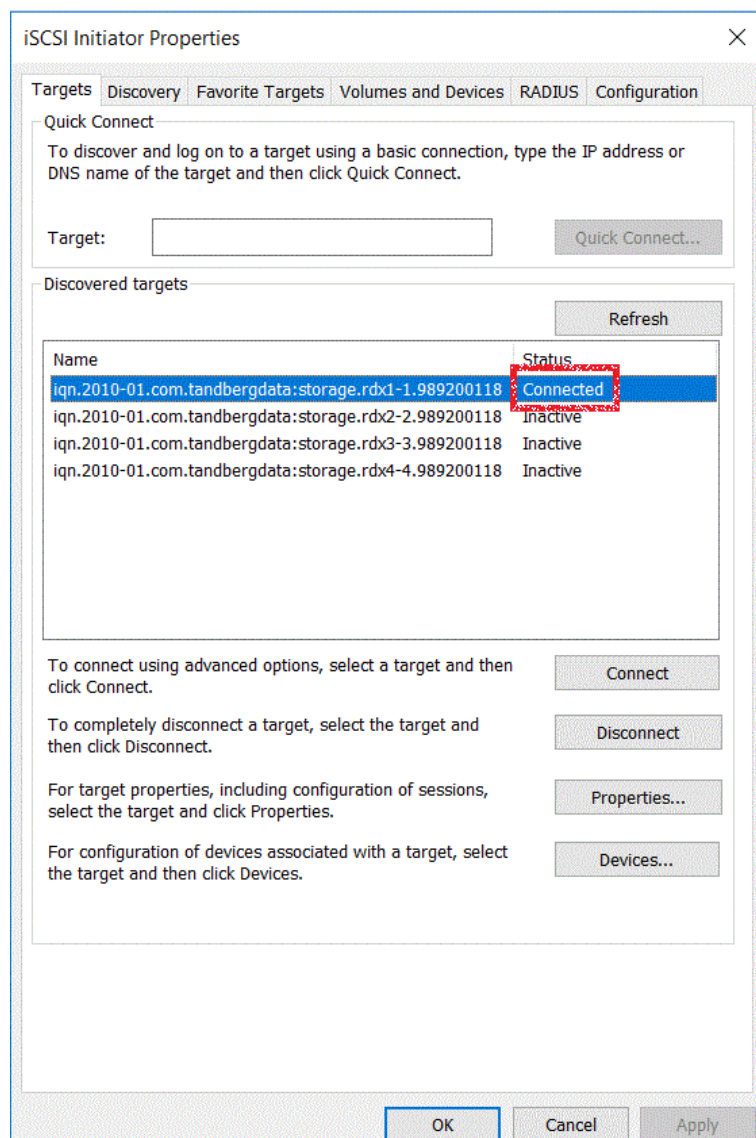 iSCSI Initiator Properties
Targets Discovery Favorite Targets Volumes and Devices RADIUS Configuration
Quick Connect
To discover and log on to a target using a basic connection, type the IP address or
DNS name of the target and then click Quick Connect.
Target: Quick Connect...
Discovered targets
Refresh
Name Status
iqn.2010-01.com.tandbergdata:storage.rdx1-1.989200118 Connected
iqn.2010-01.com.tandbergdata:storage.rdx2-2.989200118 Inactive
iqn.2010-01.com.tandbergdata:storage.rdx3-3.989200118 Inactive
iqn.2010-01.com.tandbergdata:storage.rdx4-4.989200118 Inactive
To connect using advanced options, select a target and then
click Connect.
Connect
To completely disconnect a target, select the target and
then click Disconnect.
Disconnect
For target properties, including configuration of sessions,
select the target and click Properties.
Properties...
For configuration of devices associated with a target, select
the target and then click Devices.
Devices...
OK Cancel Apply